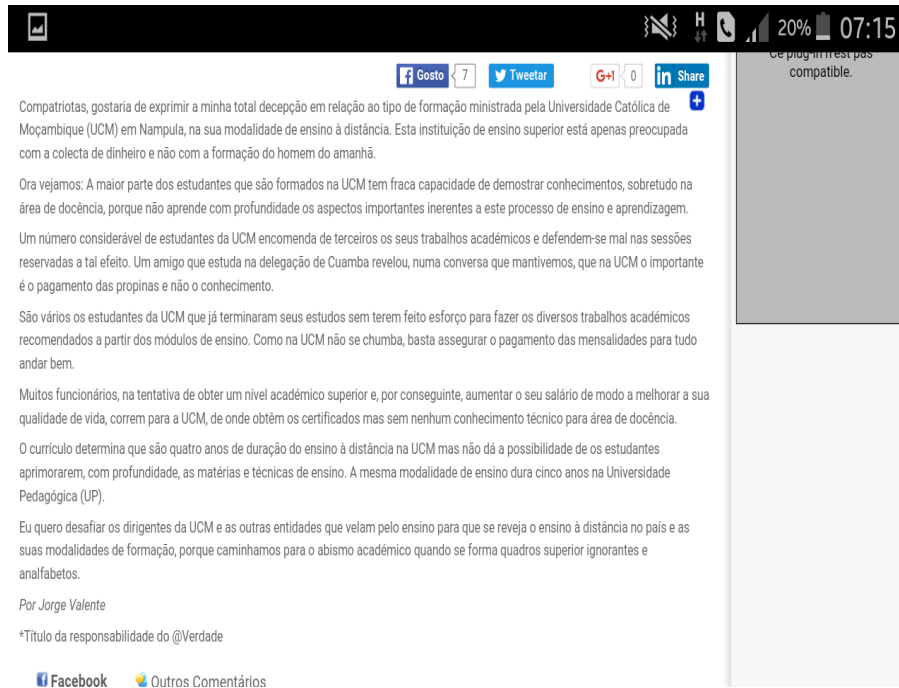 H 20% 07:15
Ce plug-in n'est pas
compatible.
Gosto 7 Tweetar G+1 0 in Share
Compatriotas, gostaria de exprimir a minha total decepção em relação ao tipo de formação ministrada pela Universidade Católica de
Moçambique (UCM) em Nampula, na sua modalidade de ensino à distância. Esta instituição de ensino superior está apenas preocupada
com a colecta de dinheiro e não com a formação do homem do amanhã.
Ora vejamos: A maior parte dos estudantes que são formados na UCM tem fraca capacidade de demostrar conhecimentos, sobretudo na
área de docência, porque não aprende com profundidade os aspectos importantes inerentes a este processo de ensino e aprendizagem.
Um número considerável de estudantes da UCM encomenda de terceiros os seus trabalhos académicos e defendem-se mal nas sessões
reservadas a tal efeito. Um amigo que estuda na delegação de Cuamba revelou, numa conversa que mantivemos, que na UCM o importante
é o pagamento das propinas e não o conhecimento.
São vários os estudantes da UCM que já terminaram seus estudos sem terem feito esforço para fazer os diversos trabalhos académicos
recomendados a partir dos módulos de ensino. Como na UCM não se chumba, basta assegurar o pagamento das mensalidades para tudo
andar bem.
Muitos funcionários, na tentativa de obter um nível académico superior e, por conseguinte, aumentar o seu salário de modo a melhorar a sua
qualidade de vida, correm para a UCM, de onde obtêm os certificados mas sem nenhum conhecimento técnico para área de docência.
O currículo determina que são quatro anos de duração do ensino à distância na UCM mas não dá a possibilidade de os estudantes
aprimorarem, com profundidade, as matérias e técnicas de ensino. A mesma modalidade de ensino dura cinco anos na Universidade
Pedagógica (UP).
Eu quero desafiar os dirigentes da UCM e as outras entidades que velam pelo ensino para que se reveja o ensino à distância no país e as
suas modalidades de formação, porque caminhamos para o abismo académico quando se forma quadros superior ignorantes e
analfabetos.
Por Jorge Valente
*Título da responsabilidade do @Verdade
Facebook Outros Comentários